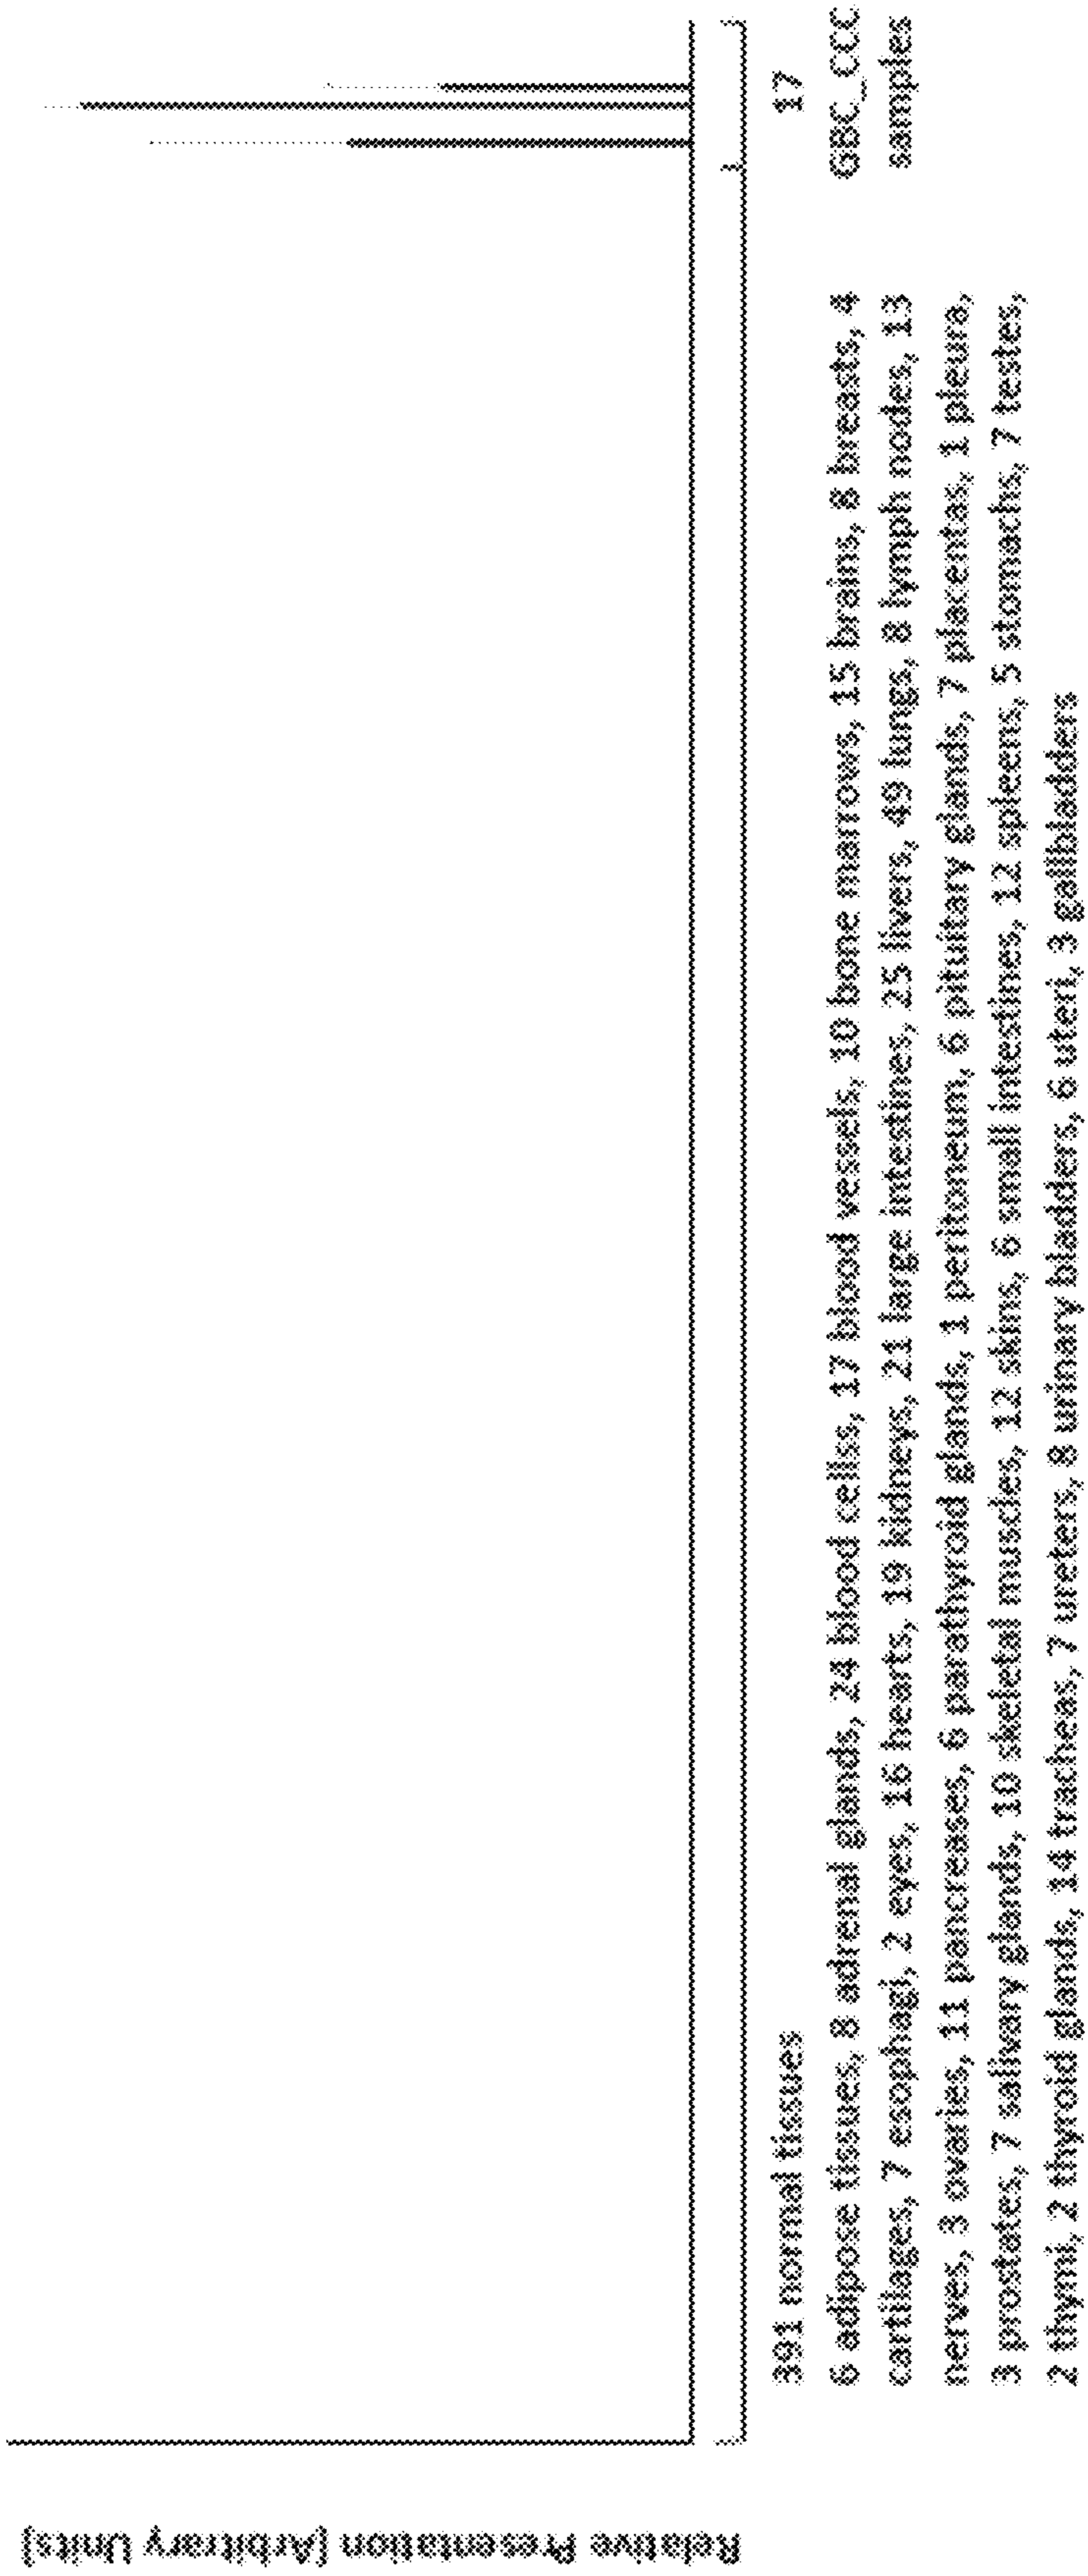 Relative Presentation [Arbitrary Units]
391 normal tissues
6 adipose tissues, 8 adrenal glands, 24 blood cellss, 17 blood vessels, 10 bone marrows, 15 brains, 8 breasts, 4
cartilages, 7 esophagi, 2 eyes, 16 hearts, 19 kidneys, 21 large intestines, 25 livers, 49 lungs, 8 lymph nodes, 13
nerves, 3 ovaries, 11 pancreases, 6 parathyroid glands, 1 peritoneum, 6 pituitary glands, 7 placentas, 1 pleura,
3 prostates, 7 salivary glands, 10 skeletal muscles, 12 skins, 6 small intestines, 12 spleens, 5 stomachs, 7 testes,
2 thymi, 2 thyroid glands, 14 tracheas, 7 ureters, 8 urinary bladders, 6 uteri, 3 gallbladders
17
GBC_CCC
samples